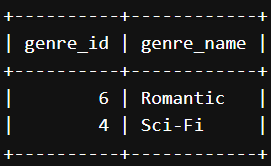 +----------+------------+
| genre_id | genre_name |
+----------+------------+
|        6 | Romantic   |
|        4 | Sci-Fi     |
+----------+------------+